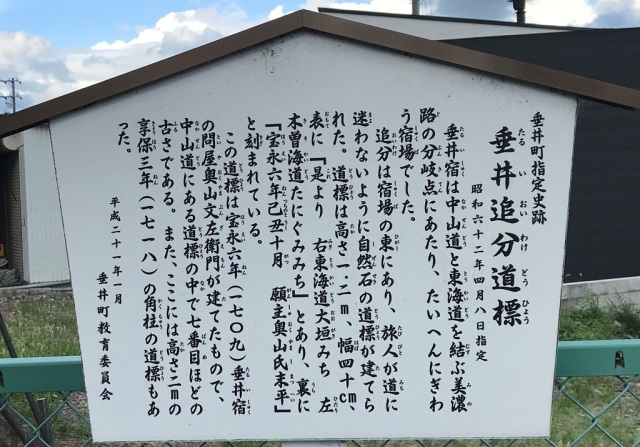 垂井町指定史跡
垂井追分道標
昭和六十二年四月八日指定
垂井宿は中山道と東海道を結ぶ美濃
路の分岐点にあたり、たいへんにぎわ
う宿場でした。
追分は宿場の東にあり、旅人が道に
迷わないように自然石の道標が建てら
れた。道標は高さ一・二m、幅四十cm、
表に『是より 右東海道大垣みち 左
木曽海道たにぐみみち』とあり、裏に
『宝永六年己丑十月 願主奥山氏末平』
と刻まれている。
この道標は宝永六年(一七〇九)垂井宿
の問屋奥山文左衛門が建てたもので、
中山道にある道標の中で七番目ほどの
古さである。また、ここには高さ二mの
享保三年(一七一八)の角柱の道標もあ
った。
平成二十一年一月
垂井町教育委員会